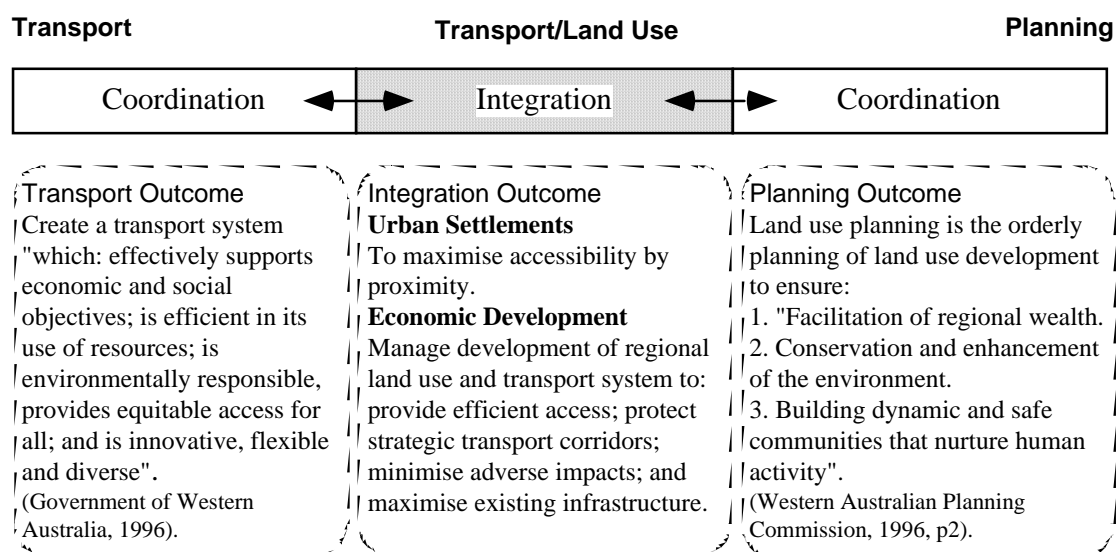 Transport Transport/Land Use Planning
Coordination Integration Coordination
Transport Outcome
Create a transport system
"which: effectively supports
economic and social
objectives; is efficient in its
use of resources; is
environmentally responsible,
provides equitable access for
all; and is innovative, flexible
and diverse".
(Government of Western
Australia, 1996).
Integration Outcome
Urban Settlements
To maximise accessibility by
proximity.
Economic Development
Manage development of regional
land use and transport system to:
provide efficient access; protect
strategic transport corridors;
minimise adverse impacts; and
maximise existing infrastructure.
Planning Outcome
Land use planning is the orderly
planning of land use development
to ensure:
1. "Facilitation of regional wealth.
2. Conservation and enhancement
of the environment.
3. Building dynamic and safe
communities that nurture human
activity".
(Western Australian Planning
Commission, 1996, p2).